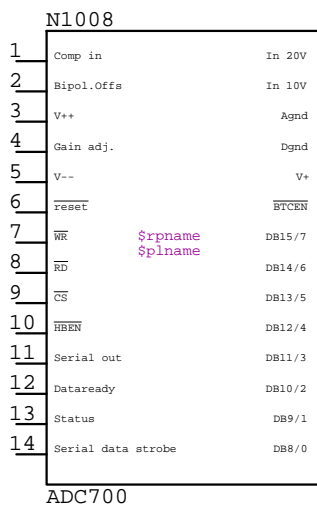 N1008
1 Comp in In 20V
2 Bipol.Offs In 10V
3 V++ Agnd
4 Gain adj. Dgnd
5 V-- V+
6 reset BTCEN
7 WR $rpname DB15/7
$plname
8 RD DB14/6
9 CS DB13/5
10 HBEN DB12/4
11 Serial out DB11/3
12 Dataready DB10/2
13 Status DB9/1
14 Serial data strobe DB8/0
ADC700